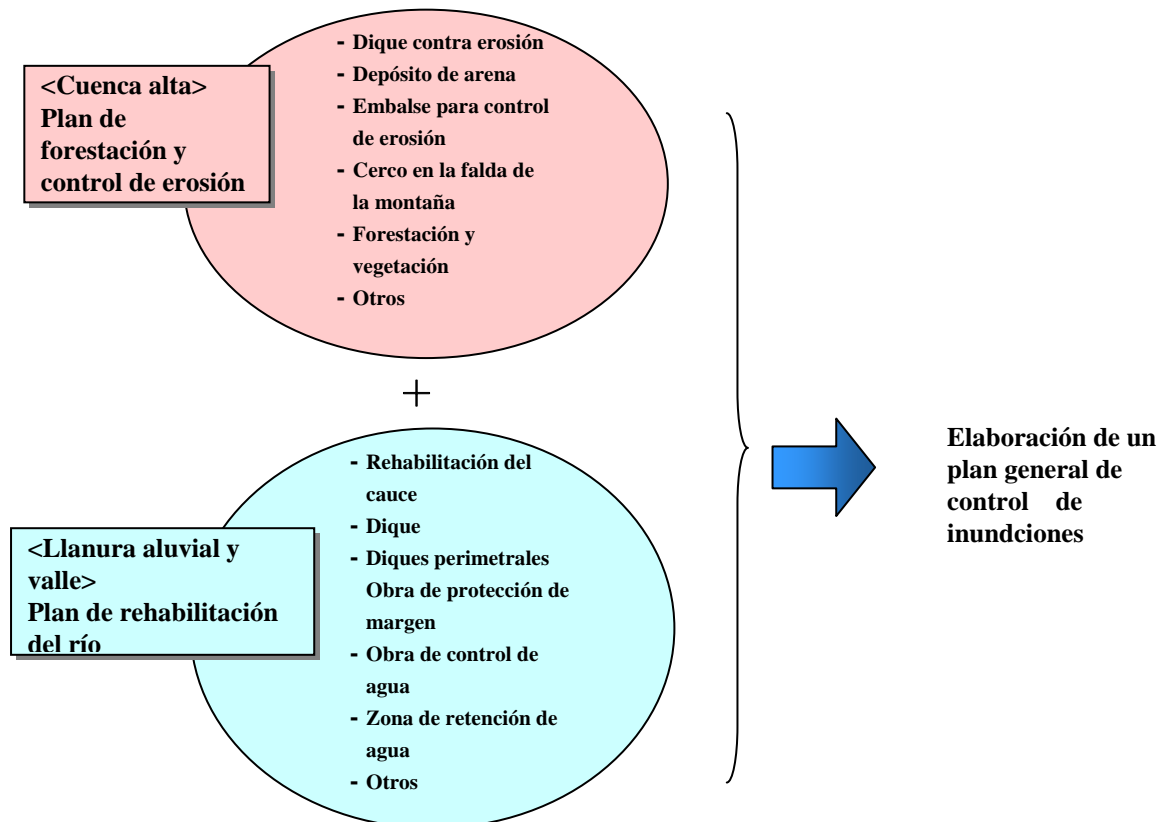 <Cuenca alta>
Plan de
forestación y
control de erosión
- Dique contra erosión
- Depósito de arena
- Embalse para control
de erosión
- Cerco en la falda de
la montaña
- Forestación y
vegetación
- Otros
+
<Llanura aluvial y
valle>
Plan de rehabilitación
del río
- Rehabilitación del
cauce
- Dique
- Diques perimetrales
Obra de protección de
margen
- Obra de control de
agua
- Zona de retención de
agua
- Otros
Elaboración de un
plan general de
control de
inundciones